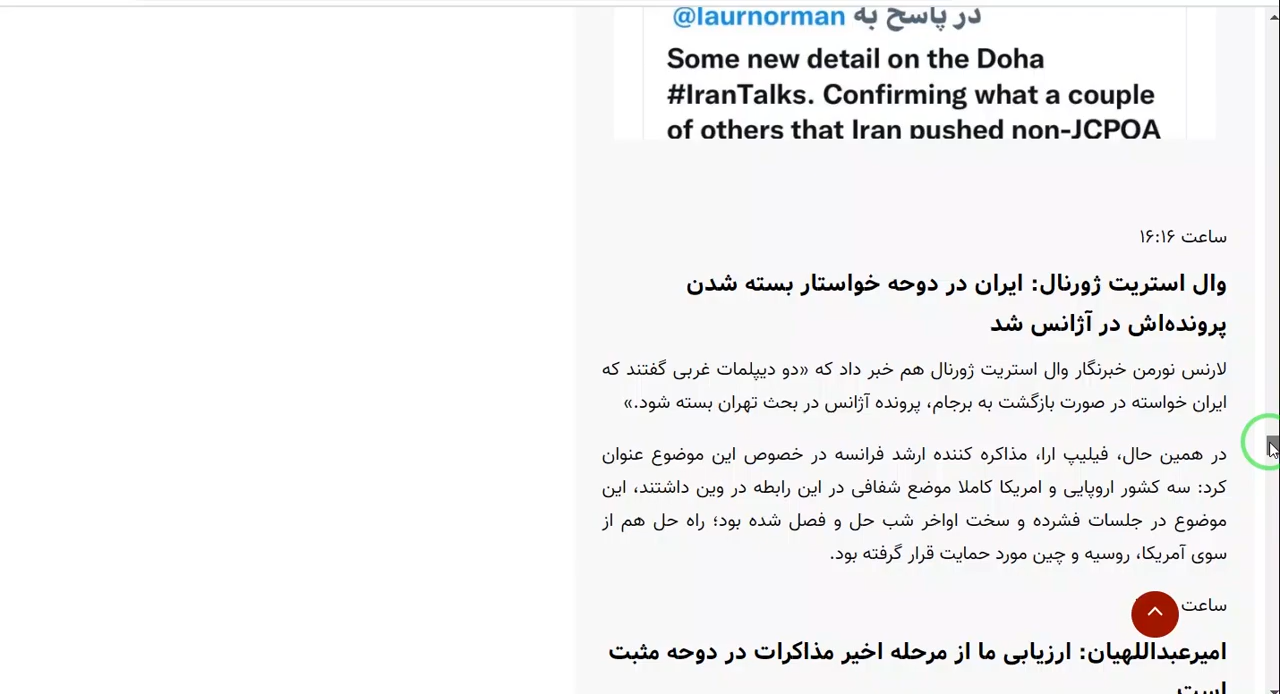 در پاسخ به @laurnorman
Some new detail on the Doha
#IranTalks. Confirming what a couple
of others that Iran pushed non-JCPOA
ساعت ۱۶:۱۶
وال استریت ژورنال: ایران در دوحه خواستار بسته شدن
پرونده‌اش در آژانس شد
لارنس نورمن خبرنگار وال استریت ژورنال هم خبر داد که «دو دیپلمات غربی گفتند که
ایران خواسته در صورت بازگشت به برجام، پرونده آژانس در بحث تهران بسته شود.»
در همین حال، فیلیپ ارا، مذاکره کننده ارشد فرانسه در خصوص این موضوع عنوان
کرد: سه کشور اروپایی و امریکا کاملا موضع شفافی در این رابطه در وین داشتند، این
موضوع در جلسات فشرده و سخت اواخر شب حل و فصل شده بود؛ راه حل هم از
سوی آمریکا، روسیه و چین مورد حمایت قرار گرفته بود.
ساعت
امیرعبداللهیان: ارزیابی ما از مرحله اخیر مذاکرات در دوحه مثبت
است